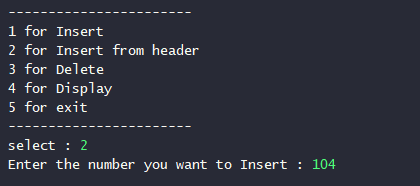 -----------------------
1 for Insert
2 for Insert from header
3 for Delete
4 for Display
5 for exit
-----------------------
select : 2
Enter the number you want to Insert : 104